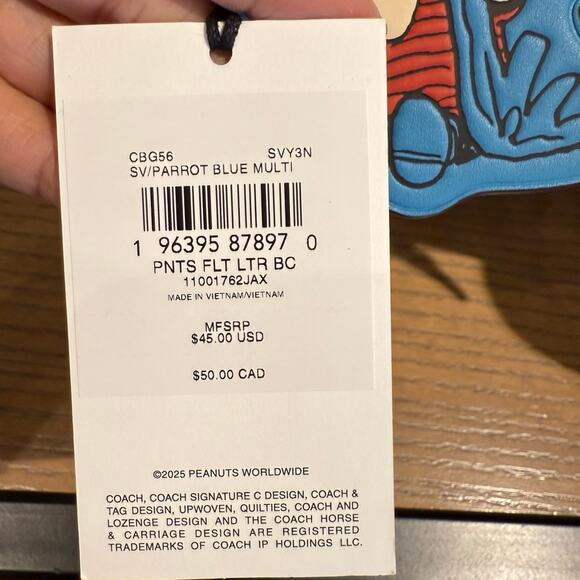 CBG56 SVY3N
SV/PARROT BLUE MULTI
1 96395 87897 0
PNTS FLT LTR BC
11001762JAX
MADE IN VIETNAM/VIETNAM
MFSRP
$45.00 USD
$50.00 CAD
©2025 PEANUTS WORLDWIDE
COACH, COACH SIGNATURE C DESIGN, COACH &
TAG DESIGN, UPWOVEN, QUILTIES, COACH AND
LOZENGE DESIGN AND THE COACH HORSE
& CARRIAGE DESIGN ARE REGISTERED
TRADEMARKS OF COACH IP HOLDINGS LLC.